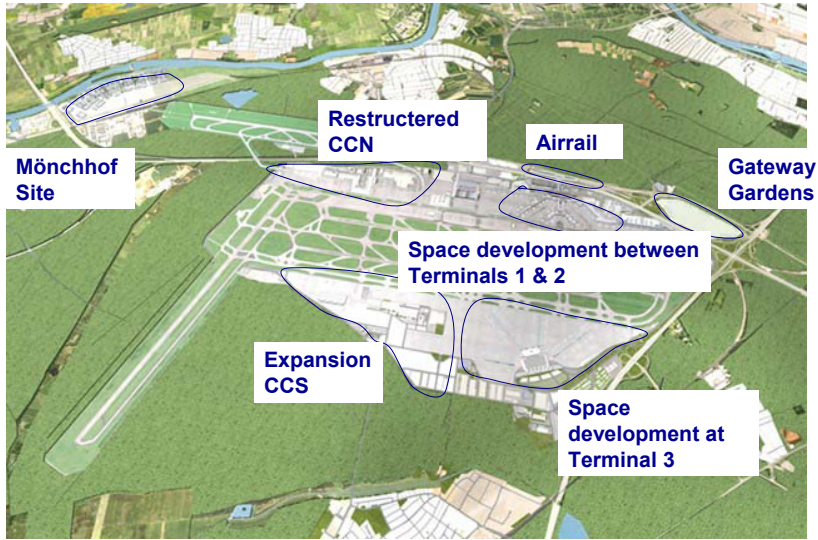 Restructered
CCN
Airrail
Mönchhof
Site
Gateway
Gardens
Space development between
Terminals 1 & 2
Expansion
CCS
Space
development at
Terminal 3